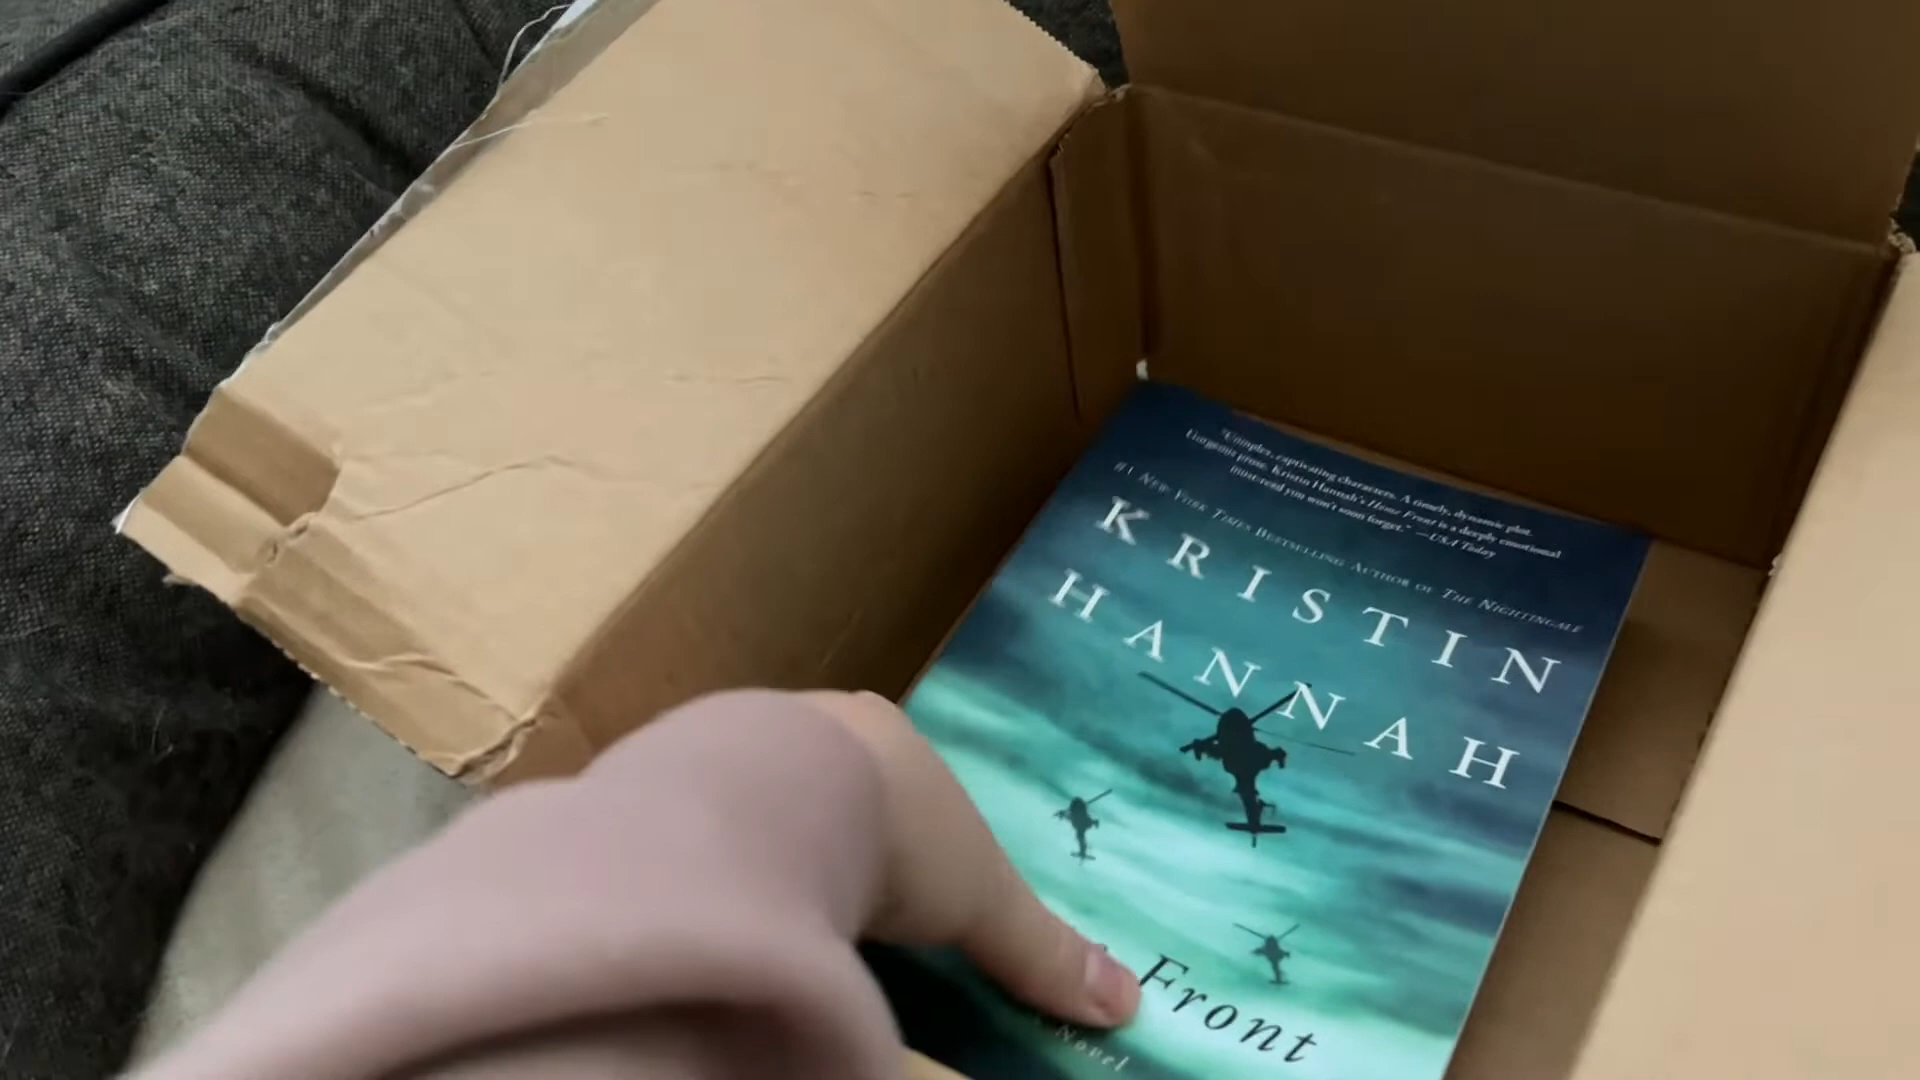 "Complex, captivating characters. A timely, dynamic plot.
Gorgeous prose. Kristin Hannah's Home Front is a deeply emotional
must-read you won't soon forget." —USA Today
#1 NEW YORK TIMES BESTSELLING AUTHOR OF THE NIGHTINGALE
KRISTIN
HANNAH
Front
Novel